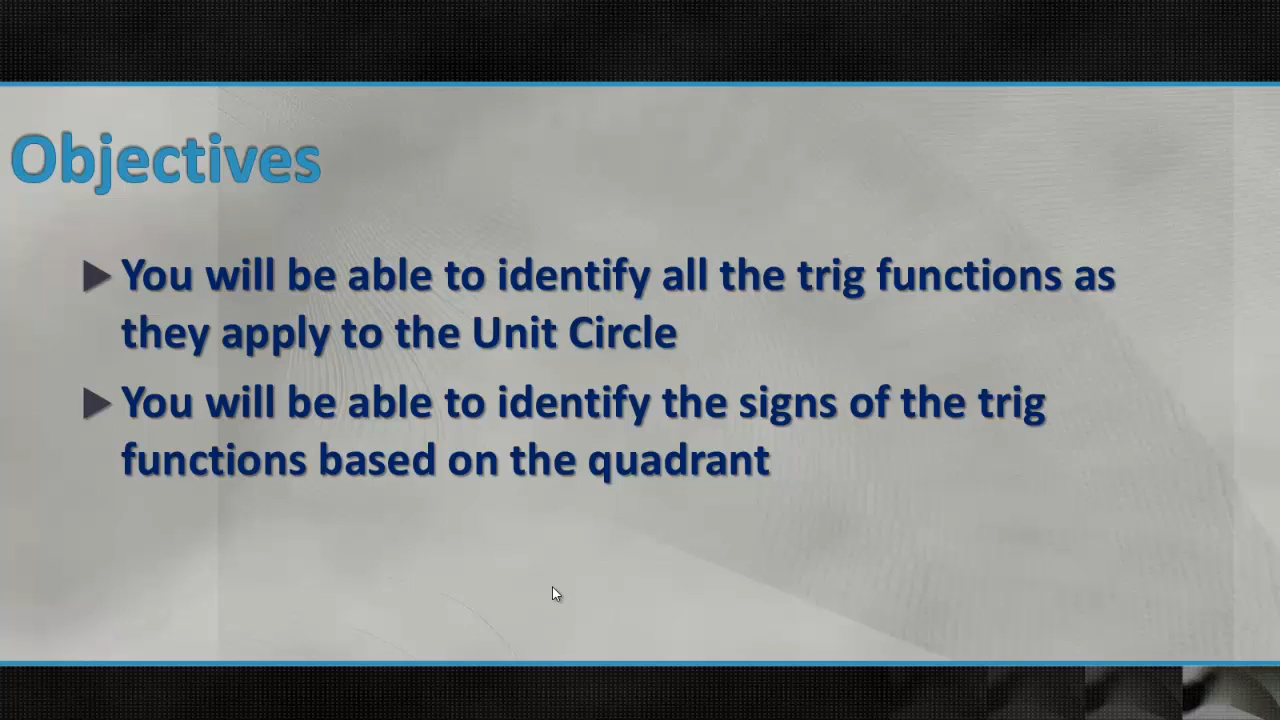 Objectives
You will be able to identify all the trig functions as
they apply to the Unit Circle
You will be able to identify the signs of the trig
functions based on the quadrant